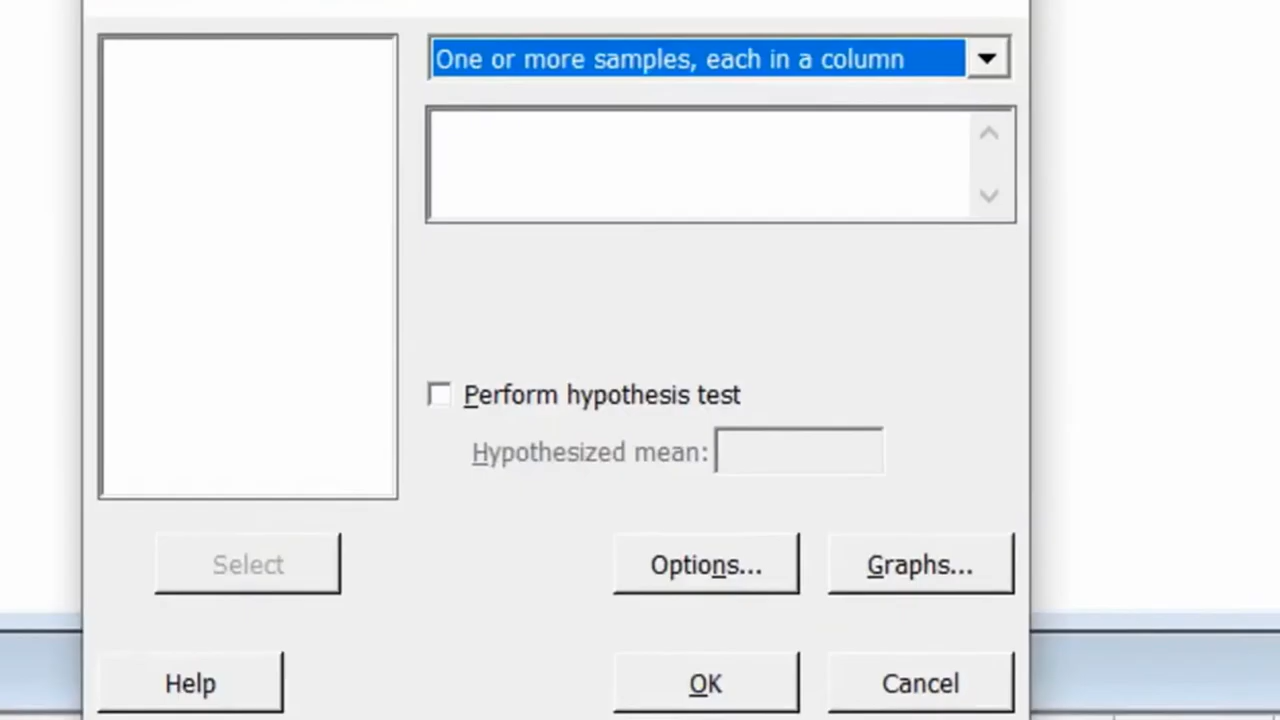 One or more samples, each in a column
Perform hypothesis test
Hypothesized mean:
Select
Options...
Graphs...
Help
OK
Cancel